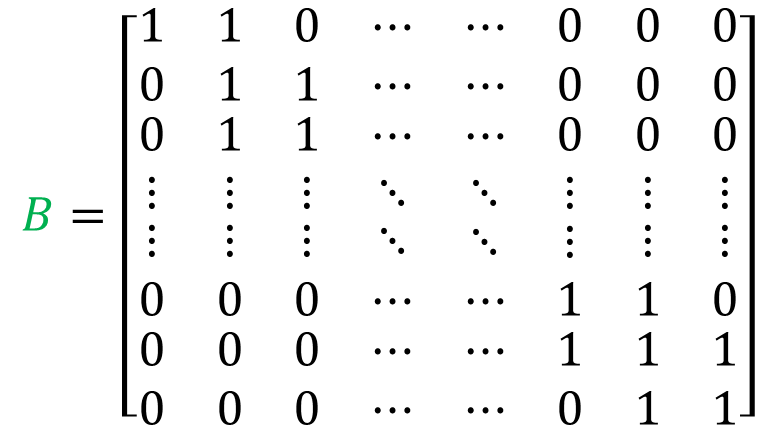 1 1 0 ⋯ ⋯ 0 0 0
0 1 1 ⋯ ⋯ 0 0 0
0 1 1 ⋯ ⋯ 0 0 0
⋮ ⋮ ⋮ ⋱ ⋱ ⋮ ⋮ ⋮
B =
⋮ ⋮ ⋮ ⋱ ⋱ ⋮ ⋮ ⋮
0 0 0 ⋯ ⋯ 1 1 0
0 0 0 ⋯ ⋯ 1 1 1
0 0 0 ⋯ ⋯ 0 1 1